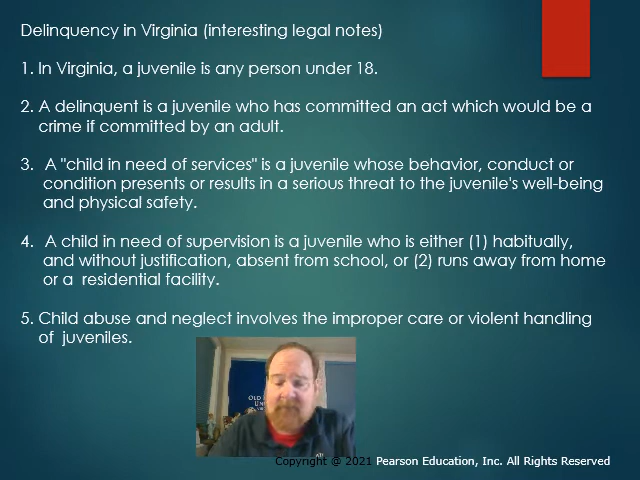 Delinquency in Virginia (interesting legal notes)
1. In Virginia, a juvenile is any person under 18.
2. A delinquent is a juvenile who has committed an act which would be a
crime if committed by an adult.
3. A "child in need of services" is a juvenile whose behavior, conduct or
condition presents or results in a serious threat to the juvenile's well-being
and physical safety.
4. A child in need of supervision is a juvenile who is either (1) habitually,
and without justification, absent from school, or (2) runs away from home
or a residential facility.
5. Child abuse and neglect involves the improper care or violent handling
of juveniles.
OLD
UN
Copyright @ 2021 Pearson Education, Inc. All Rights Reserved